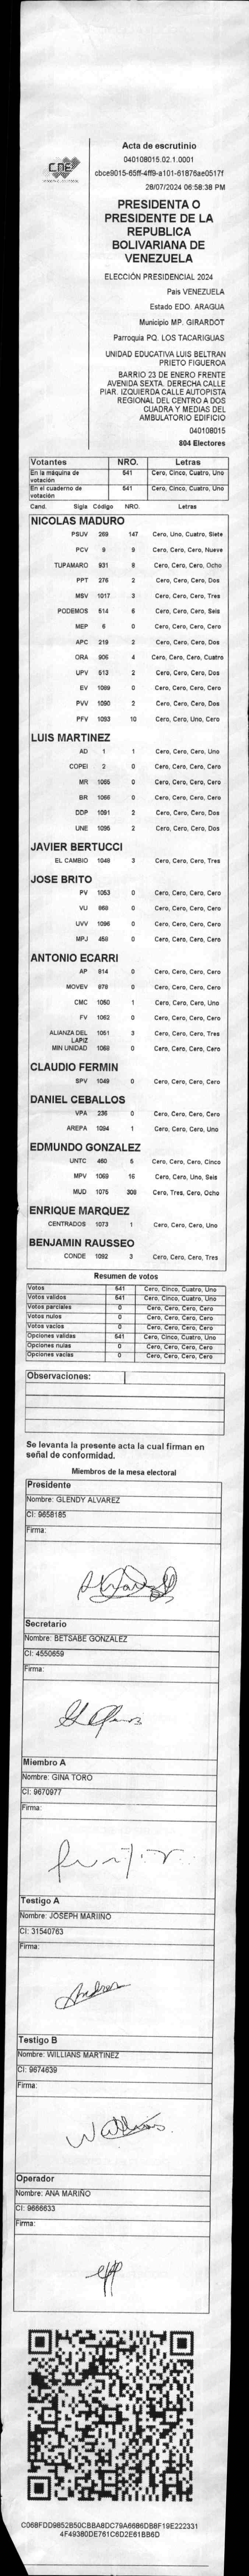 CNE
Acta de escrutinio
040108015.02.1.0001
cbce9015-65ff-4ff9-a101-61876ae0517f
28/07/2024 06:58:38 PM
PRESIDENTA O
PRESIDENTE DE LA
REPUBLICA
BOLIVARIANA DE
VENEZUELA
ELECCIÓN PRESIDENCIAL 2024
Pais VENEZUELA
Estado EDO. ARAGUA
Municipio MP. GIRARDOT
Parroquia PQ. LOS TACARIGUAS
UNIDAD EDUCATIVA LUIS BELTRAN
PRIETO FIGUEROA
BARRIO 23 DE ENERO FRENTE
AVENIDA SEXTA. DERECHA CALLE
PIAR. IZQUIERDA CALLE AUTOPISTA
REGIONAL DEL CENTRO A DOS
CUADRA Y MEDIAS DEL
AMBULATORIO EDIFICIO
040108015
804 Electores
Votantes NRO. Letras
En la máquina de votación 541 Cero, Cinco, Cuatro, Uno
En el cuaderno de votación 541 Cero, Cinco, Cuatro, Uno
Cand. Sigla Código NRO. Letras
NICOLAS MADURO
PSUV 269 147 Cero, Uno, Cuatro, Siete
PCV 9 9 Cero, Cero, Cero, Nueve
TUPAMARO 931 8 Cero, Cero, Cero, Ocho
PPT 276 2 Cero, Cero, Cero, Dos
MSV 1017 3 Cero, Cero, Cero, Tres
PODEMOS 514 6 Cero, Cero, Cero, Seis
MEP 6 0 Cero, Cero, Cero, Cero
APC 219 2 Cero, Cero, Cero, Dos
ORA 906 4 Cero, Cero, Cero, Cuatro
UPV 513 2 Cero, Cero, Cero, Dos
EV 1089 0 Cero, Cero, Cero, Cero
PVV 1090 2 Cero, Cero, Cero, Dos
PFV 1093 10 Cero, Cero, Uno, Cero
LUIS MARTINEZ
AD 1 1 Cero, Cero, Cero, Uno
COPEI 2 0 Cero, Cero, Cero, Cero
MR 1065 0 Cero, Cero, Cero, Cero
BR 1066 0 Cero, Cero, Cero, Cero
DDP 1091 2 Cero, Cero, Cero, Dos
UNE 1095 2 Cero, Cero, Cero, Dos
JAVIER BERTUCCI
EL CAMBIO 1048 3 Cero, Cero, Cero, Tres
JOSE BRITO
PV 1053 0 Cero, Cero, Cero, Cero
VU 868 0 Cero, Cero, Cero, Cero
UVV 1096 0 Cero, Cero, Cero, Cero
MPJ 458 0 Cero, Cero, Cero, Cero
ANTONIO ECARRI
AP 914 0 Cero, Cero, Cero, Cero
MOVEV 978 0 Cero, Cero, Cero, Cero
CMC 1050 1 Cero, Cero, Cero, Uno
FV 1062 0 Cero, Cero, Cero, Cero
ALIANZA DEL LAPIZ 1051 3 Cero, Cero, Cero, Tres
MIN UNIDAD 1068 0 Cero, Cero, Cero, Cero
CLAUDIO FERMIN
SPV 1049 0 Cero, Cero, Cero, Cero
DANIEL CEBALLOS
VPA 236 0 Cero, Cero, Cero, Cero
AREPA 1094 1 Cero, Cero, Cero, Uno
EDMUNDO GONZALEZ
UNTC 460 5 Cero, Cero, Cero, Cinco
MPV 1069 16 Cero, Cero, Uno, Seis
MUD 1075 308 Cero, Tres, Cero, Ocho
ENRIQUE MARQUEZ
CENTRADOS 1073 1 Cero, Cero, Cero, Uno
BENJAMIN RAUSSEO
CONDE 1092 3 Cero, Cero, Cero, Tres
Resumen de votos
Votos 541 Cero, Cinco, Cuatro, Uno
Votos validos 541 Cero, Cinco, Cuatro, Uno
Votos parciales 0 Cero, Cero, Cero, Cero
Votos nulos 0 Cero, Cero, Cero, Cero
Votos vacios 0 Cero, Cero, Cero, Cero
Opciones validas 541 Cero, Cinco, Cuatro, Uno
Opciones nulas 0 Cero, Cero, Cero, Cero
Opciones vacias 0 Cero, Cero, Cero, Cero
Observaciones:
Se levanta la presente acta la cual firman en
señal de conformidad.
Miembros de la mesa electoral
Presidente
Nombre: GLENDY ALVAREZ
CI: 9658185
Firma:
Secretario
Nombre: BETSABE GONZALEZ
CI: 4550659
Firma:
Miembro A
Nombre: GINA TORO
CI: 9670977
Firma:
Testigo A
Nombre: JOSEPH MARIINO
CI: 31540763
Firma:
Andres
Testigo B
Nombre: WILLIANS MARTINEZ
CI: 9674639
Firma:
Operador
Nombre: ANA MARIÑO
CI: 9666633
Firma:
C06BFDD9852B50CBBA8DC79A6686DB8F19E222331
4F49380DE761C6D2E61BB6D